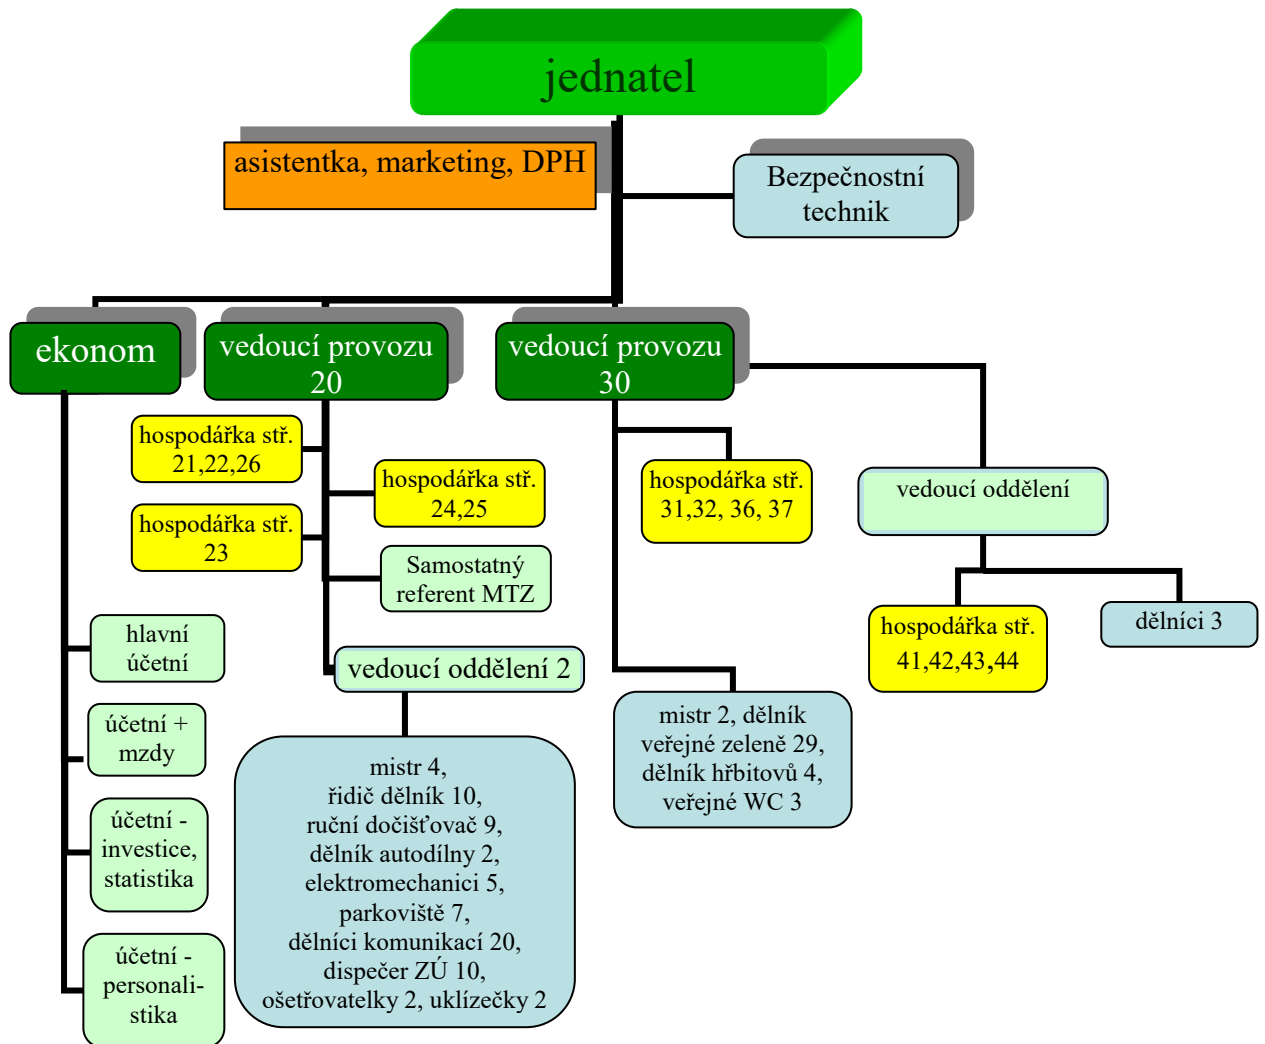 jednatel
asistentka, marketing, DPH
Bezpečnostní
technik
ekonom
vedoucí provozu
20
vedoucí provozu
30
hospodářka stř.
21,22,26
hospodářka stř.
24,25
hospodářka stř.
23
Samostatný
referent MTZ
vedoucí oddělení 2
mistr 4,
řidič dělník 10,
ruční dočišťovač 9,
dělník autodílny 2,
elektromechanici 5,
parkoviště 7,
dělníci komunikací 20,
dispečer ZÚ 10,
ošetřovatelky 2, uklízečky 2
hlavní
účetní
účetní +
mzdy
účetní -
investice,
statistika
účetní -
personali-
stika
hospodářka stř.
31,32, 36, 37
mistr 2, dělník
veřejné zeleně 29,
dělník hřbitovů 4,
veřejné WC 3
vedoucí oddělení
hospodářka stř.
41,42,43,44
dělníci 3